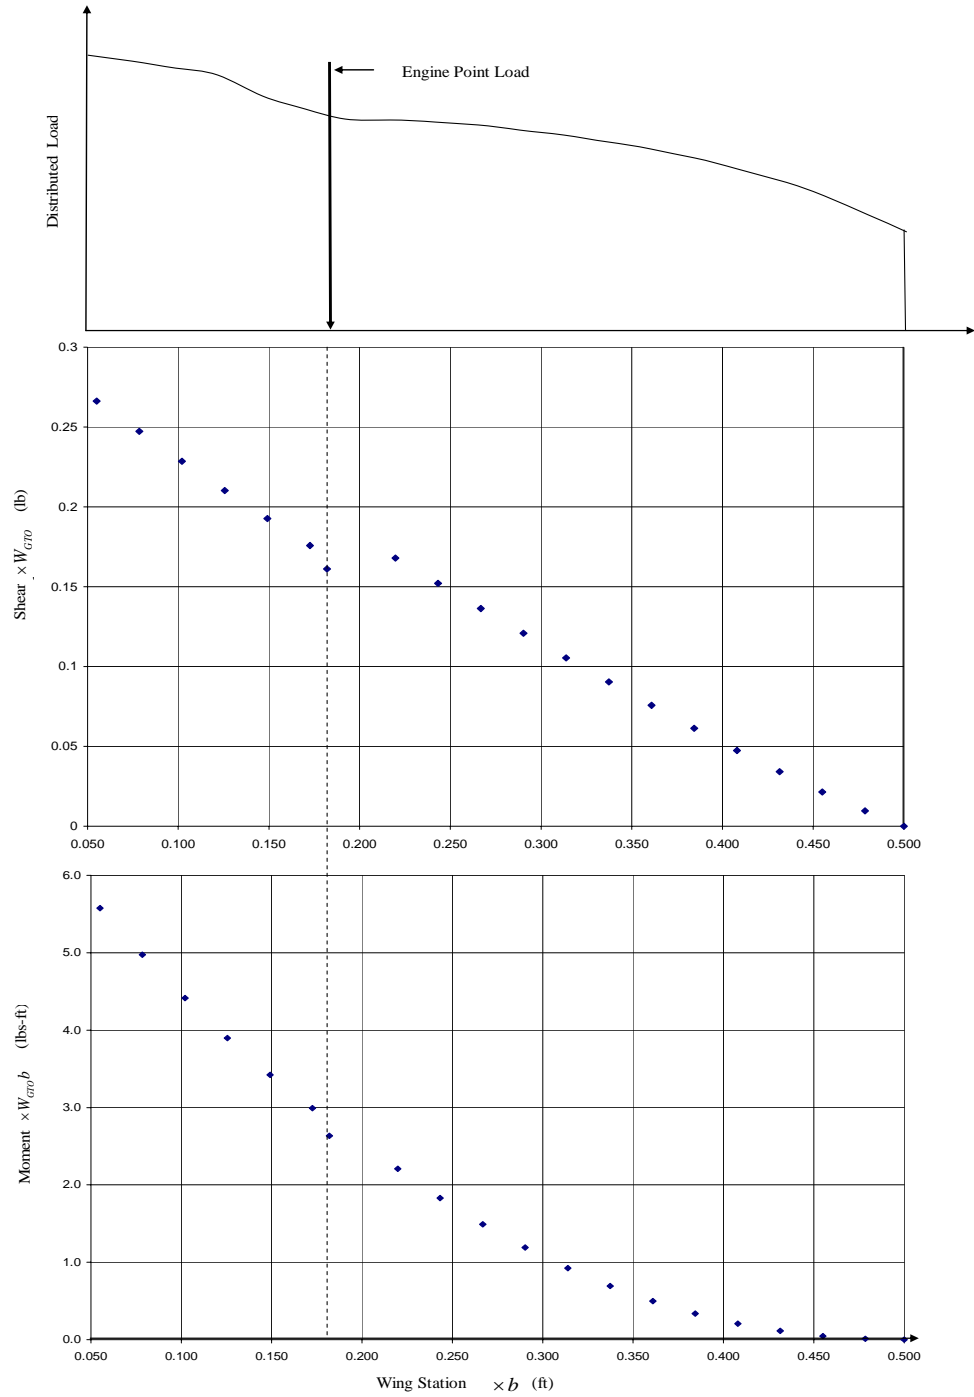 Engine Point Load
Distributed Load
0.3
0.25
0.2
0.15
0.1
0.05
0
Shear ×W_GTO (lb)
0.050 0.100 0.150 0.200 0.250 0.300 0.350 0.400 0.450 0.500
6.0
5.0
4.0
3.0
2.0
1.0
0.0
Moment ×W_GTO b (lbs-ft)
0.050 0.100 0.150 0.200 0.250 0.300 0.350 0.400 0.450 0.500
Wing Station ×b (ft)